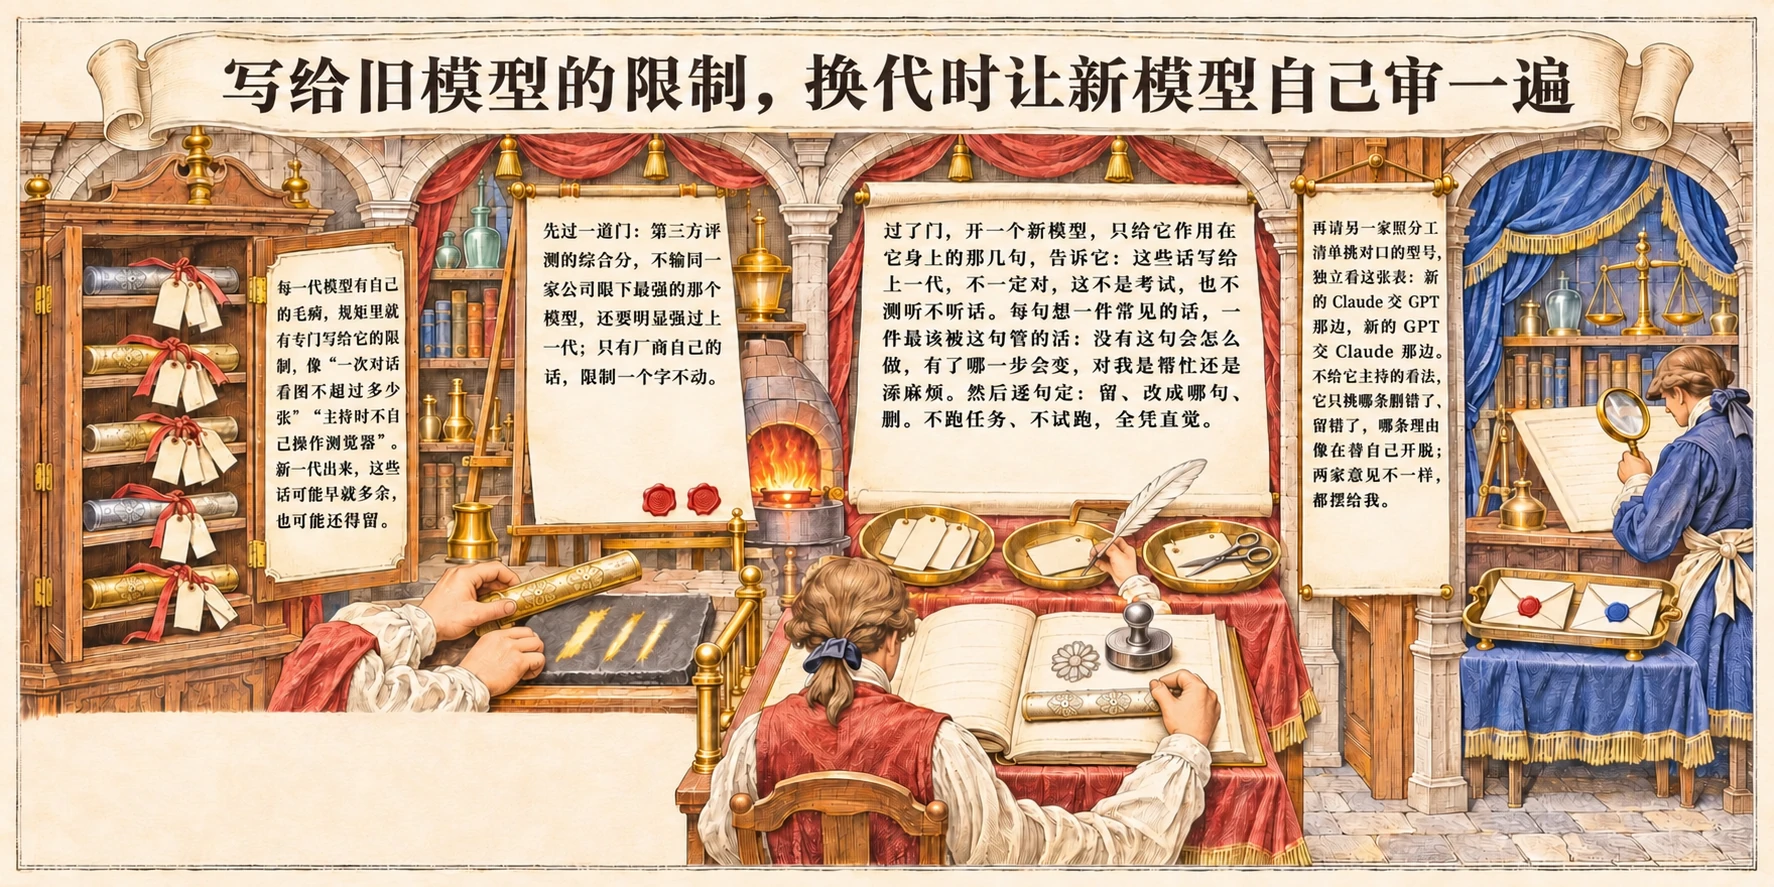 写给旧模型的限制，换代时让新模型自己审一遍
每一代模型有自己
的毛病，规矩里就
有专门写给它的限
制，像“一次对话
看图不超过多少
张”“主持时不自
己操作浏览器”。
新一代出来，这些
话可能早就多余，
也可能还得留。
先过一道门：第三方评
测的综合分，不输同一
家公司眼下最强的那个
模型，还要明显强过上
一代；只有厂商自己的
话，限制一个字不动。
过了门，开一个新模型，只给它作用在
它身上的那几句，告诉它：这些话写给
上一代，不一定对，这不是考试，也不
测听不听话。每句想一件常见的话，一
件最该被这句管的活：没有这句会怎么
做，有了哪一步会变，对我是帮忙还是
添麻烦。然后逐句定：留、改成哪句、
删。不跑任务、不试跑，全凭直觉。
再请另一家照分工
清单挑对口的型号，
独立看这张表：新
的 Claude 交 GPT
那边，新的 GPT
交 Claude 那边。
不给它主持的看法，
它只挑哪条删错了、
留错了，哪条理由
像在替自己开脱；
两家意见不一样，
都摆给我。